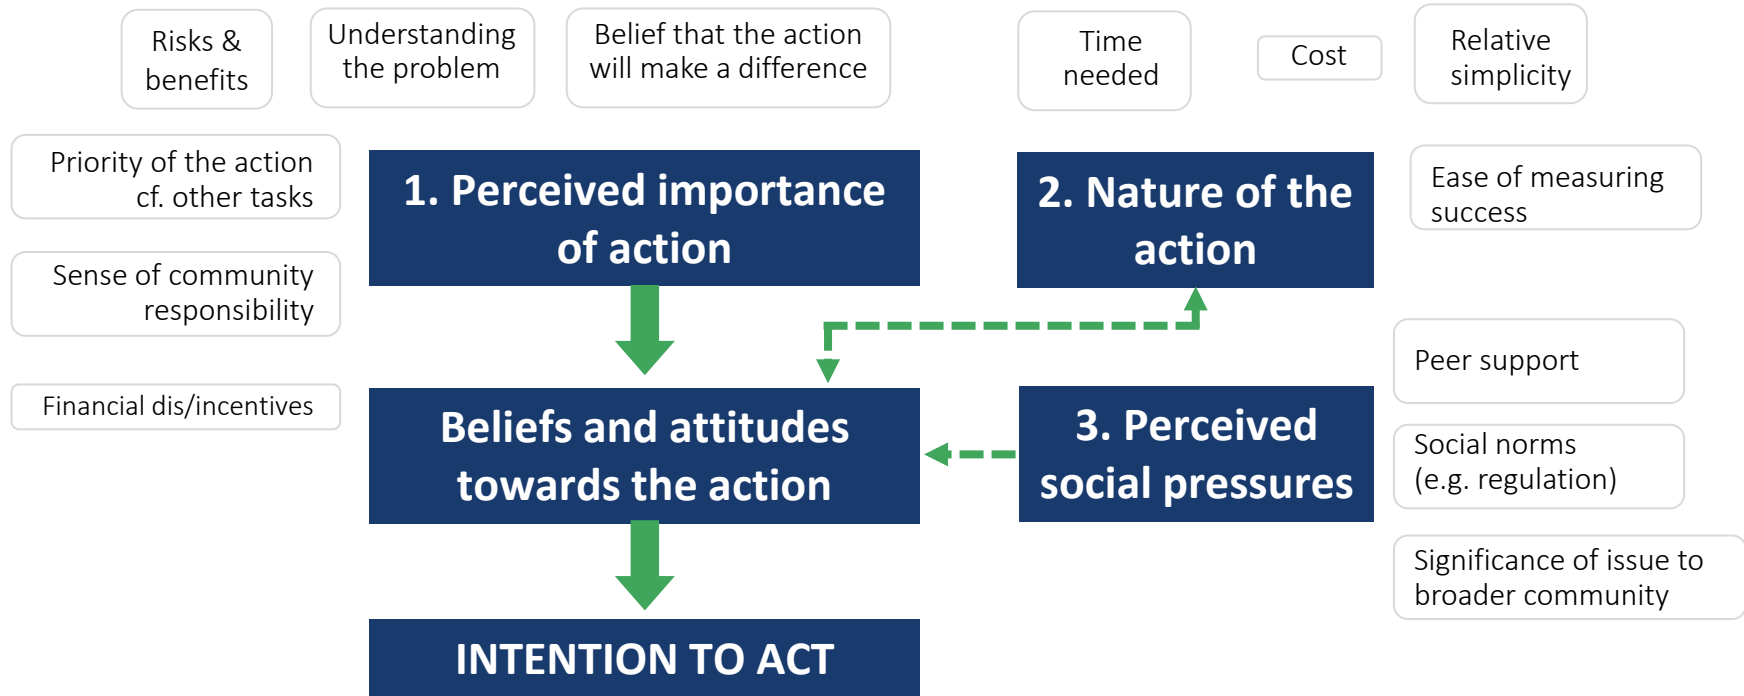 Risks &
benefits
Understanding
the problem
Belief that the action
will make a difference
Time
needed
Cost
Relative
simplicity
Priority of the action
cf. other tasks
1. Perceived importance
of action
2. Nature of the
action
Ease of measuring
success
Sense of community
responsibility
Financial dis/incentives
Beliefs and attitudes
towards the action
3. Perceived
social pressures
Peer support
Social norms
(e.g. regulation)
Significance of issue to
broader community
INTENTION TO ACT